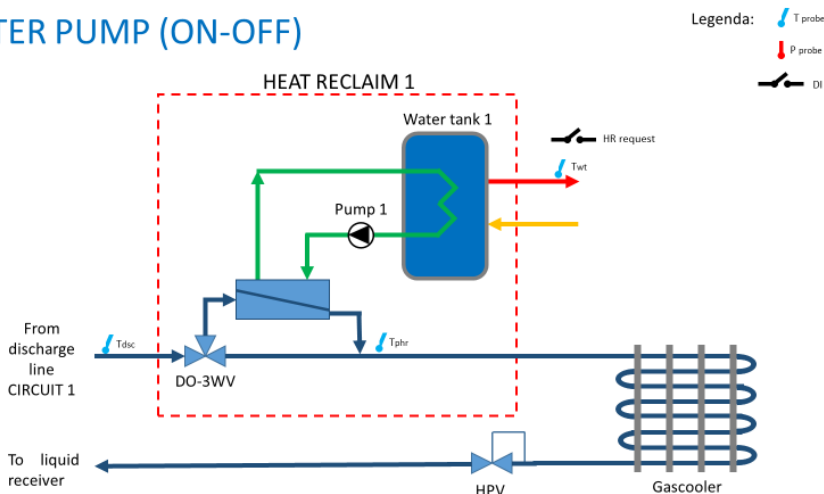 TER PUMP (ON-OFF)
Legenda:
T probe
P probe
DI
HEAT RECLAIM 1
Water tank 1
HR request
Twt
Pump 1
From
discharge
line
CIRCUIT 1
Tdsc
Tphr
DO-3WV
To liquid
receiver
HPV
Gascooler